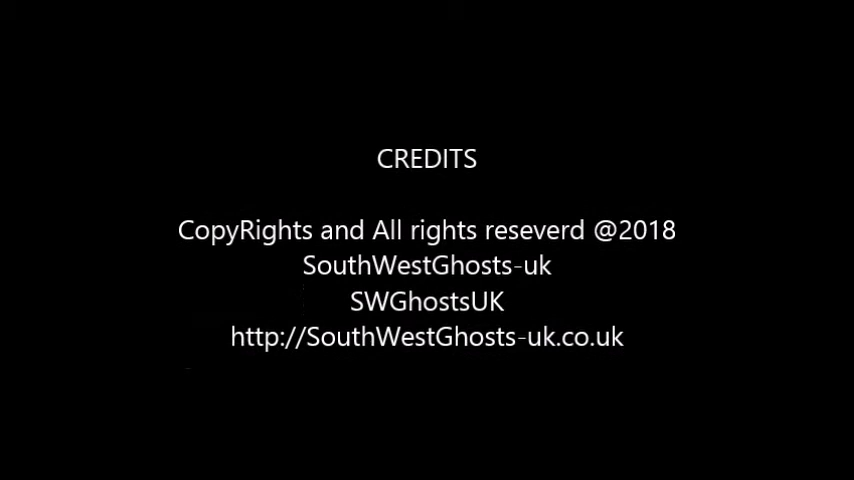 CREDITS
CopyRights and All rights reseverd @2018
SouthWestGhosts-uk
SWGhostsUK
http://SouthWestGhosts-uk.co.uk